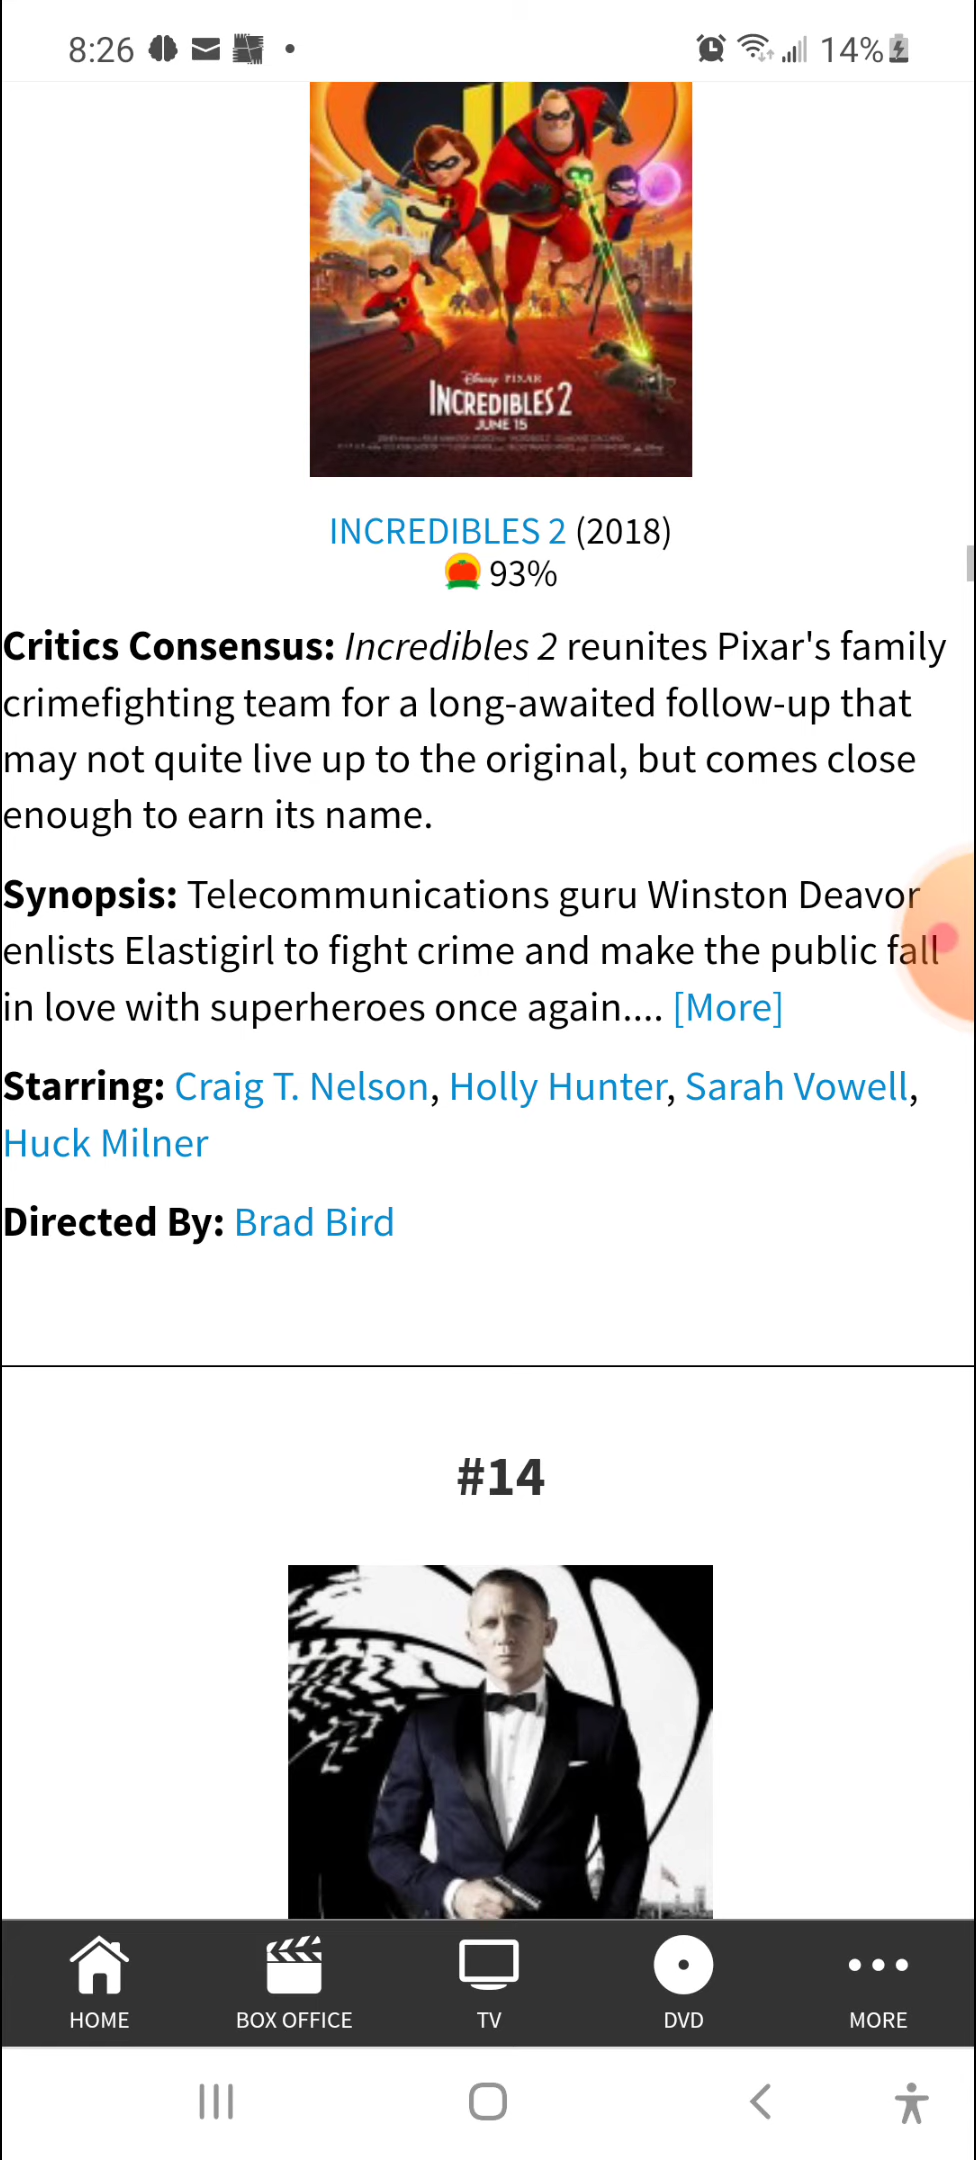 8:26
14%
Disney PIXAR
INCREDIBLES 2
JUNE 15
INCREDIBLES 2 (2018)
93%
Critics Consensus: Incredibles 2 reunites Pixar's family
crimefighting team for a long-awaited follow-up that
may not quite live up to the original, but comes close
enough to earn its name.
Synopsis: Telecommunications guru Winston Deavor
enlists Elastigirl to fight crime and make the public fall
in love with superheroes once again.... [More]
Starring: Craig T. Nelson, Holly Hunter, Sarah Vowell,
Huck Milner
Directed By: Brad Bird
#14
HOME
BOX OFFICE
TV
DVD
MORE